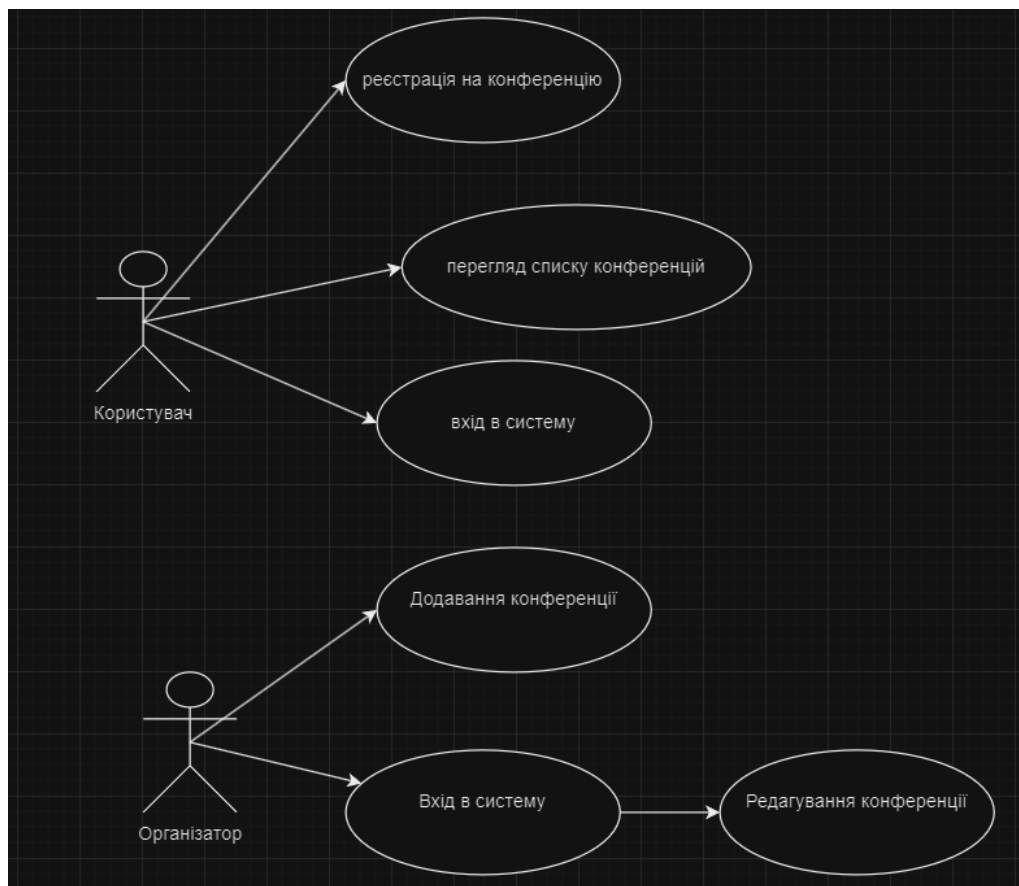 реєстрація на конференцію
перегляд списку конференцій
Користувач
вхід в систему
Додавання конференції
Організатор
Вхід в систему
Редагування конференції